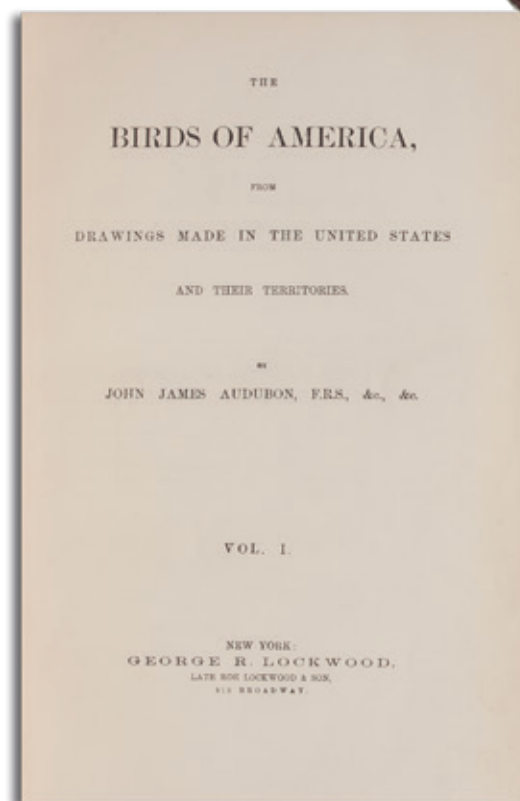 THE
BIRDS OF AMERICA,
FROM
DRAWINGS MADE IN THE UNITED STATES
AND THEIR TERRITORIES.
BY
JOHN JAMES AUDUBON, F.R.S., &c., &c.
VOL. I.
NEW YORK:
GEORGE R. LOCKWOOD,
LATE ROE LOCKWOOD & SON,
BROADWAY.